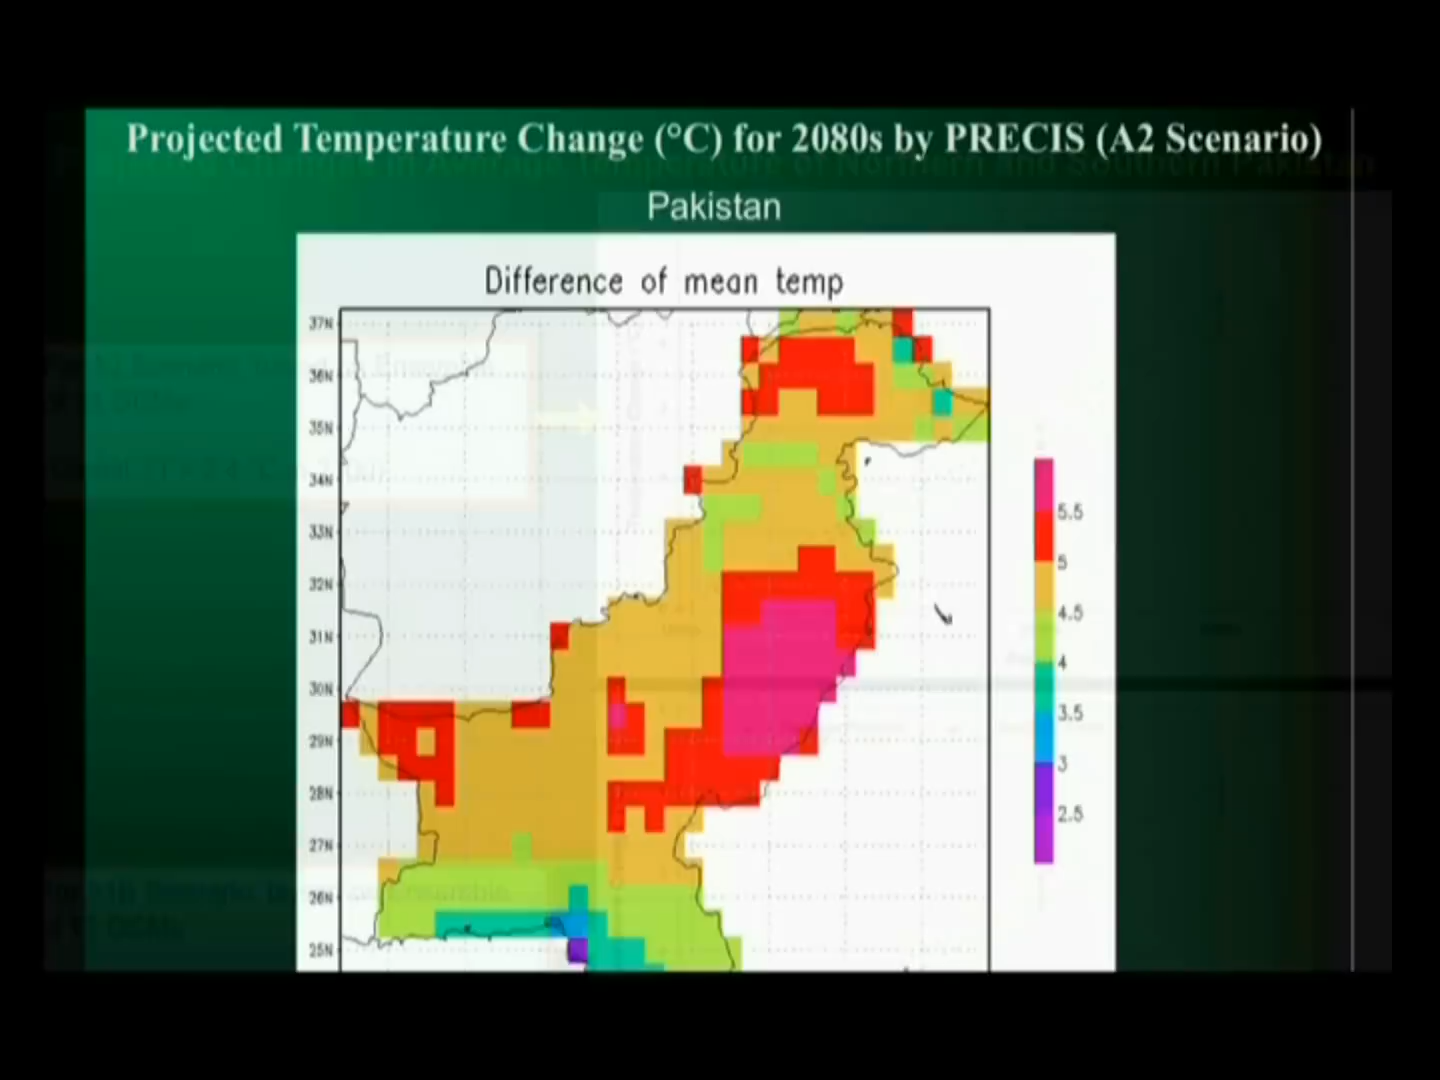 Projected Temperature Change (°C) for 2080s by PRECIS (A2 Scenario)
Pakistan
Difference of mean temp
37N
36N
35N
34N
33N
32N
31N
30N
29N
28N
27N
26N
25N
5.5
5
4.5
4
3.5
3
2.5